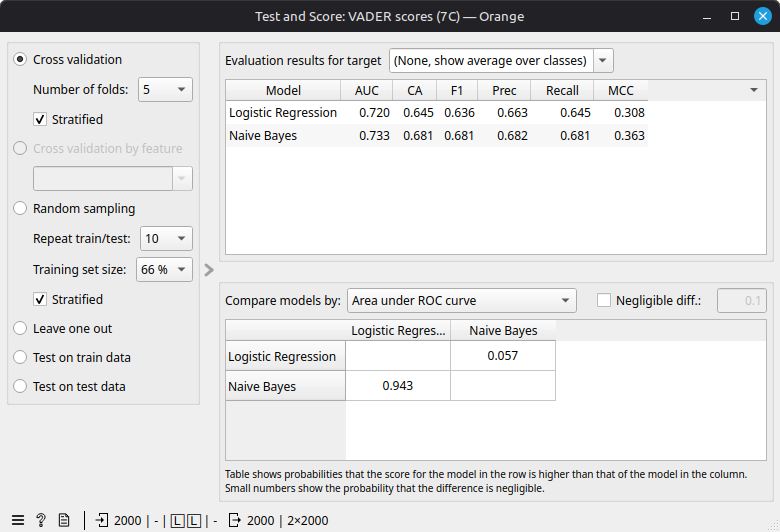 Test and Score: VADER scores (7C) — Orange
Cross validation
Number of folds: 5
Stratified
Cross validation by feature
Random sampling
Repeat train/test: 10
Training set size: 66 %
Stratified
Leave one out
Test on train data
Test on test data
Evaluation results for target (None, show average over classes)
Model AUC CA F1 Prec Recall MCC
Logistic Regression 0.720 0.645 0.636 0.663 0.645 0.308
Naive Bayes 0.733 0.681 0.681 0.682 0.681 0.363
Compare models by: Area under ROC curve Negligible diff.: 0.1
Logistic Regres... Naive Bayes
Logistic Regression 0.057
Naive Bayes 0.943
Table shows probabilities that the score for the model in the row is higher than that of the model in the column.
Small numbers show the probability that the difference is negligible.
2000 | - | L L | - 2000 | 2×2000